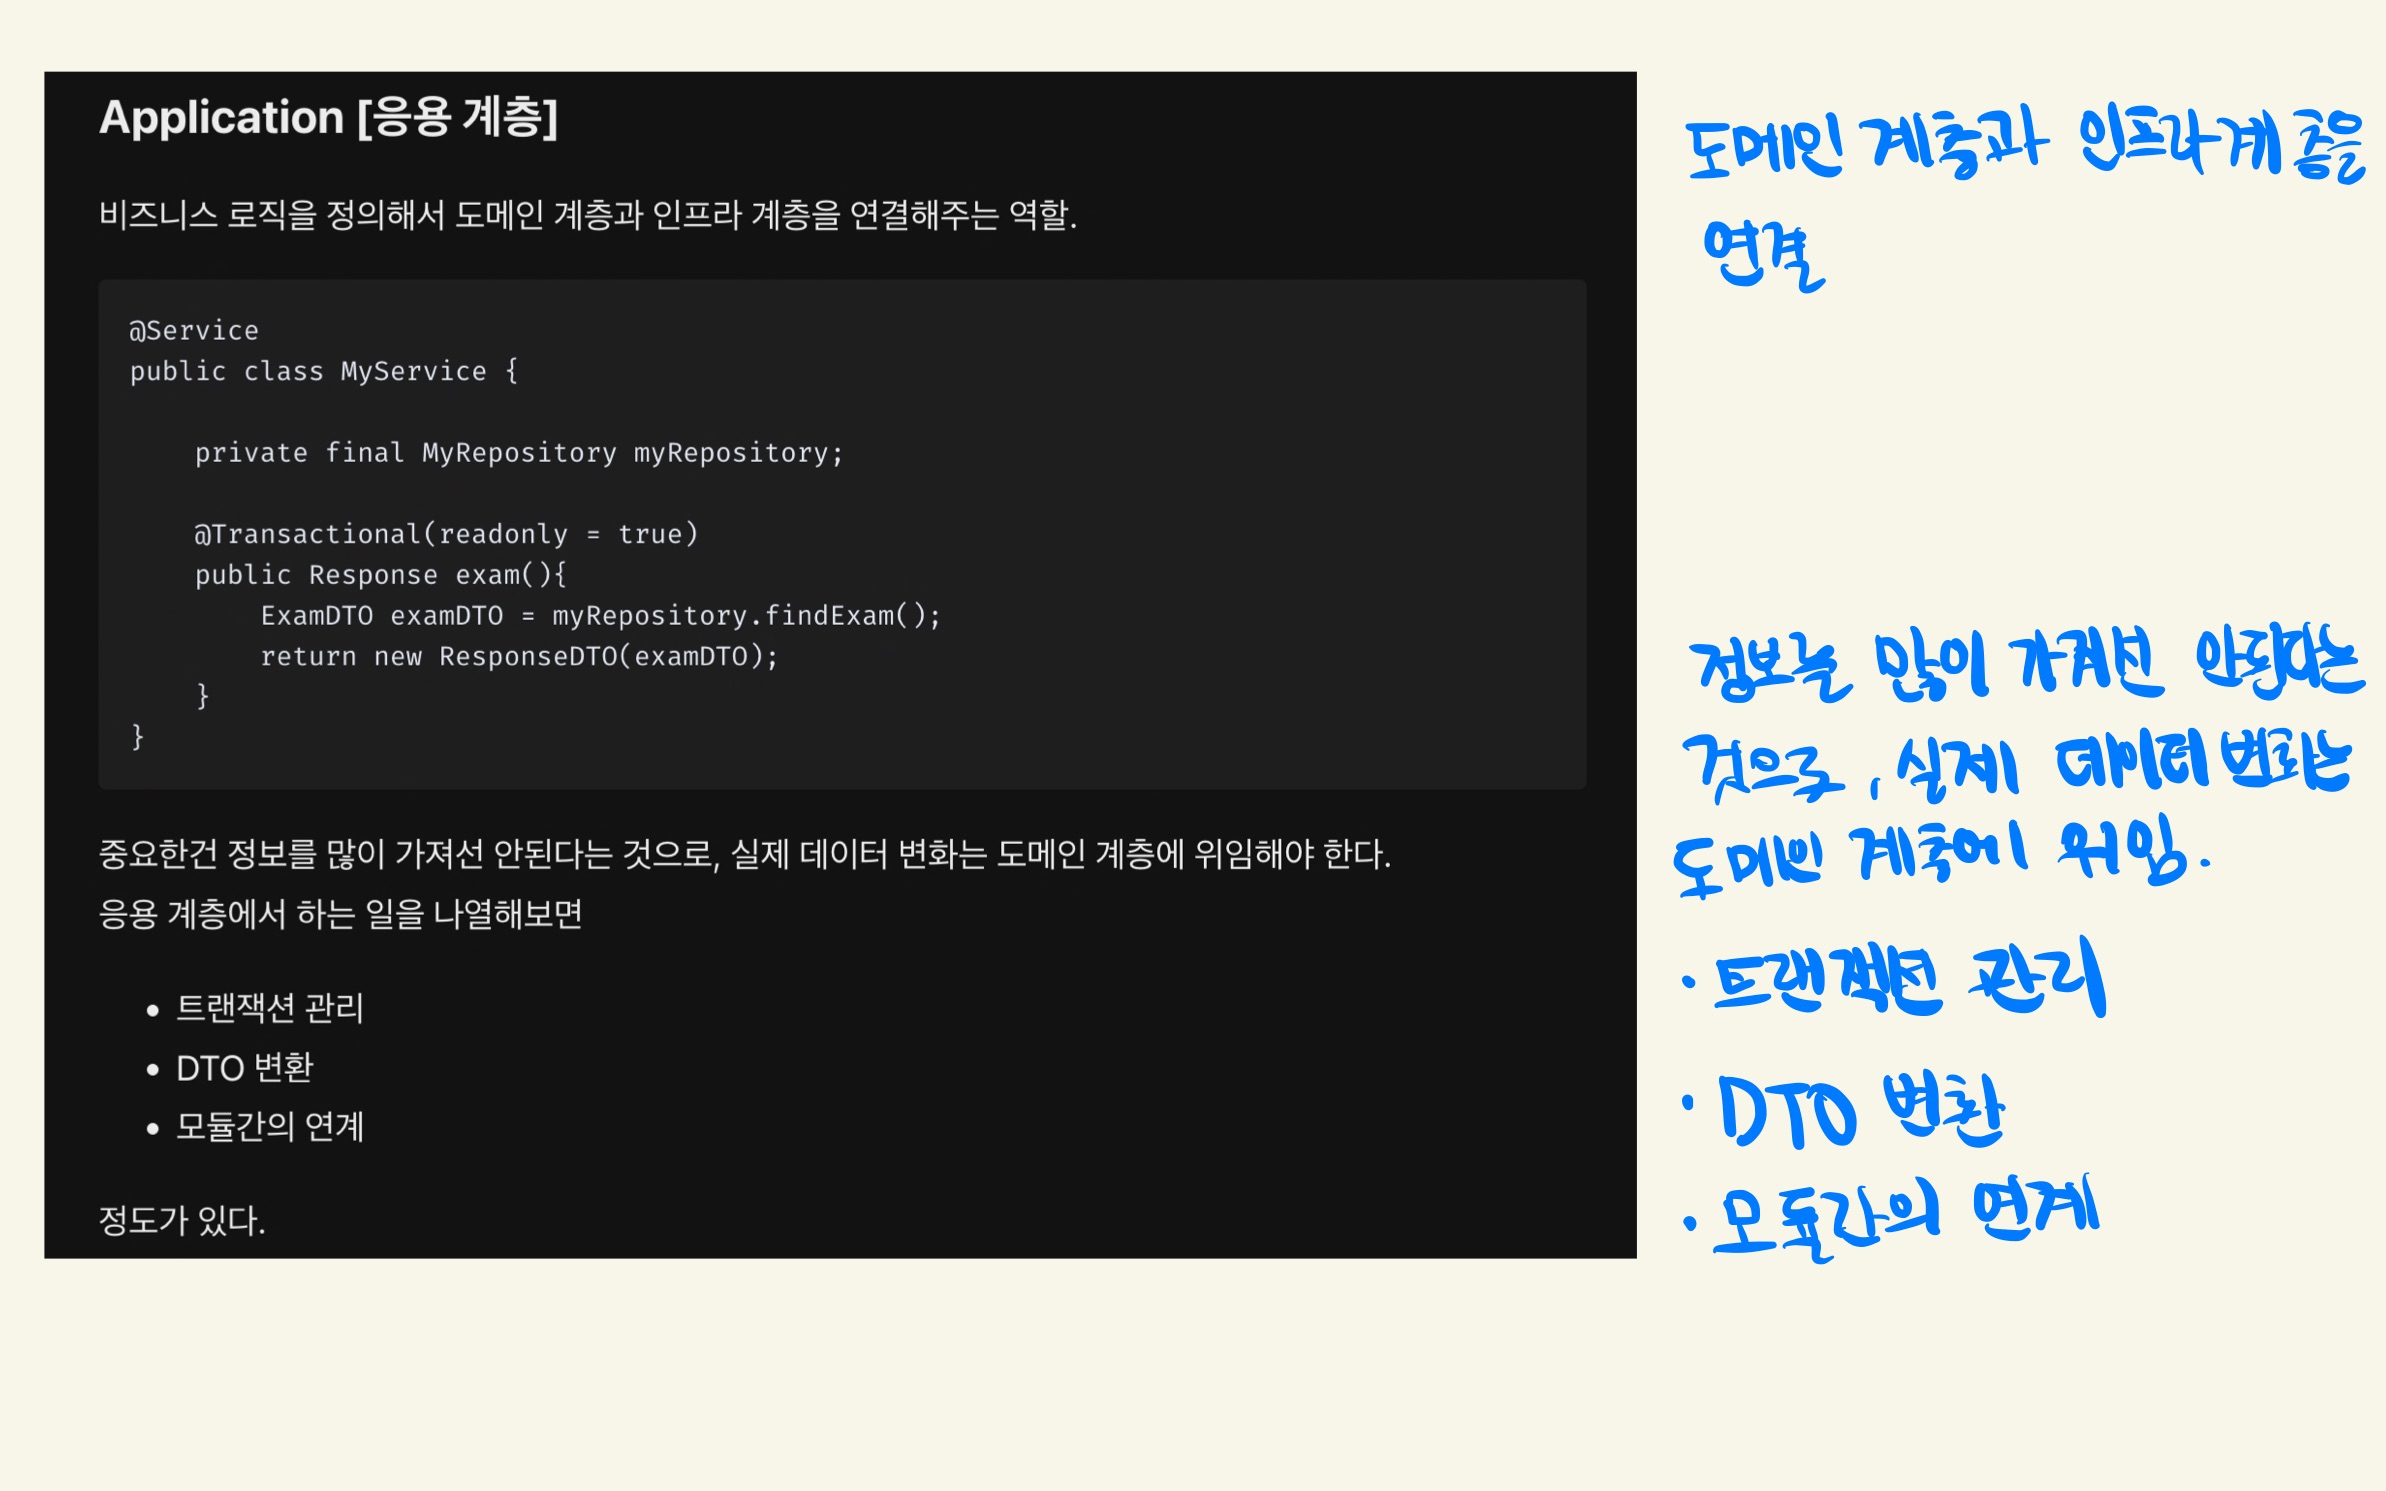 Application [응용 계층]
비즈니스 로직을 정의해서 도메인 계층과 인프라 계층을 연결해주는 역할.
@Service
public class MyService {
private final MyRepository myRepository;
@Transactional(readonly = true)
public Response exam(){
ExamDTO examDTO = myRepository.findExam();
return new ResponseDTO(examDTO);
}
}
중요한건 정보를 많이 가져선 안된다는 것으로, 실제 데이터 변화는 도메인 계층에 위임해야 한다.
응용 계층에서 하는 일을 나열해보면
• 트랜잭션 관리
• DTO 변환
• 모듈간의 연계
정도가 있다.
도메인 계층과 인프라계층을
연결
정보를 많이 가져선 안된다는
것으로, 실제 데이터 변화는
도메인 계층에 위임.
· 트랜잭션 관리
· DTO 변환
· 모듈간의 연계